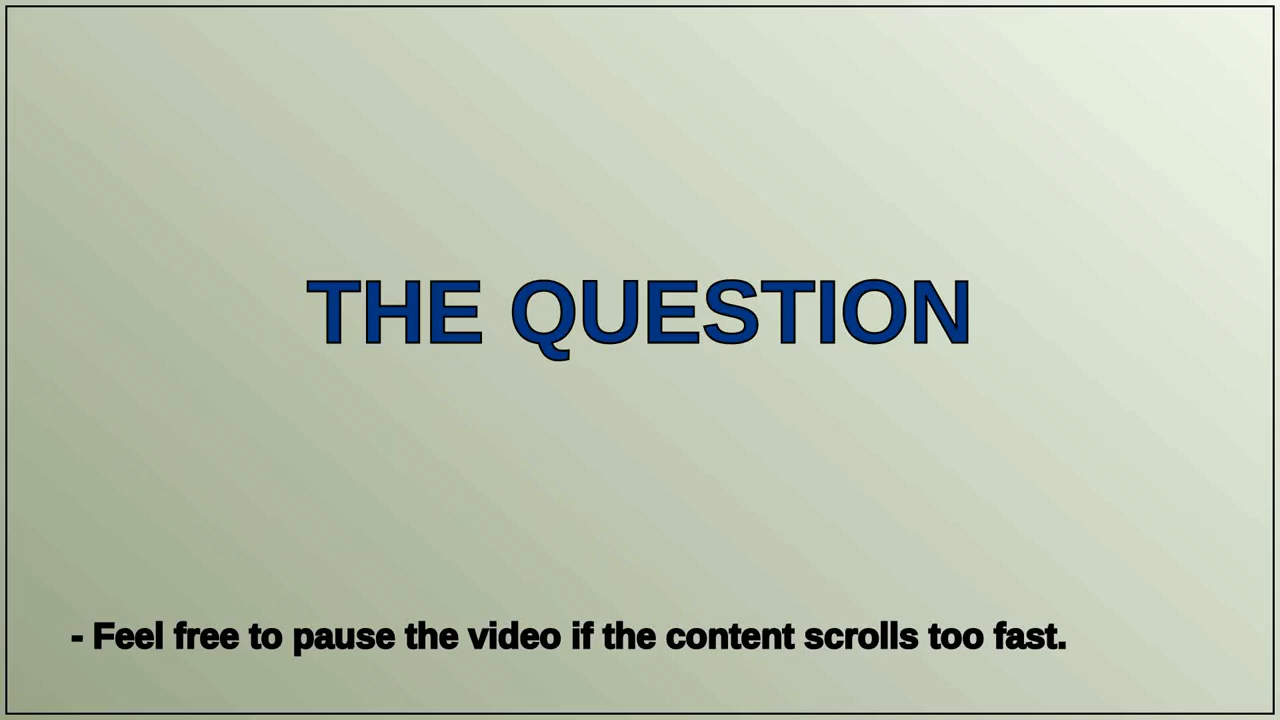 THE QUESTION
- Feel free to pause the video if the content scrolls too fast.